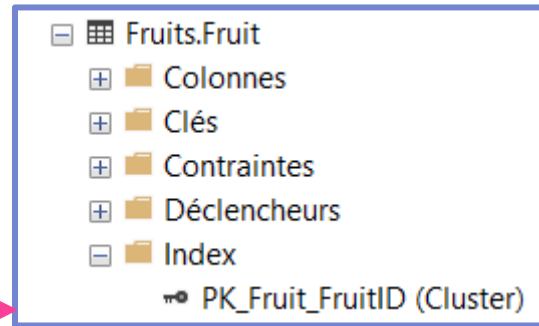 Fruits.Fruit
Colonnes
Clés
Contraintes
Déclencheurs
Index
PK_Fruit_FruitID (Cluster)